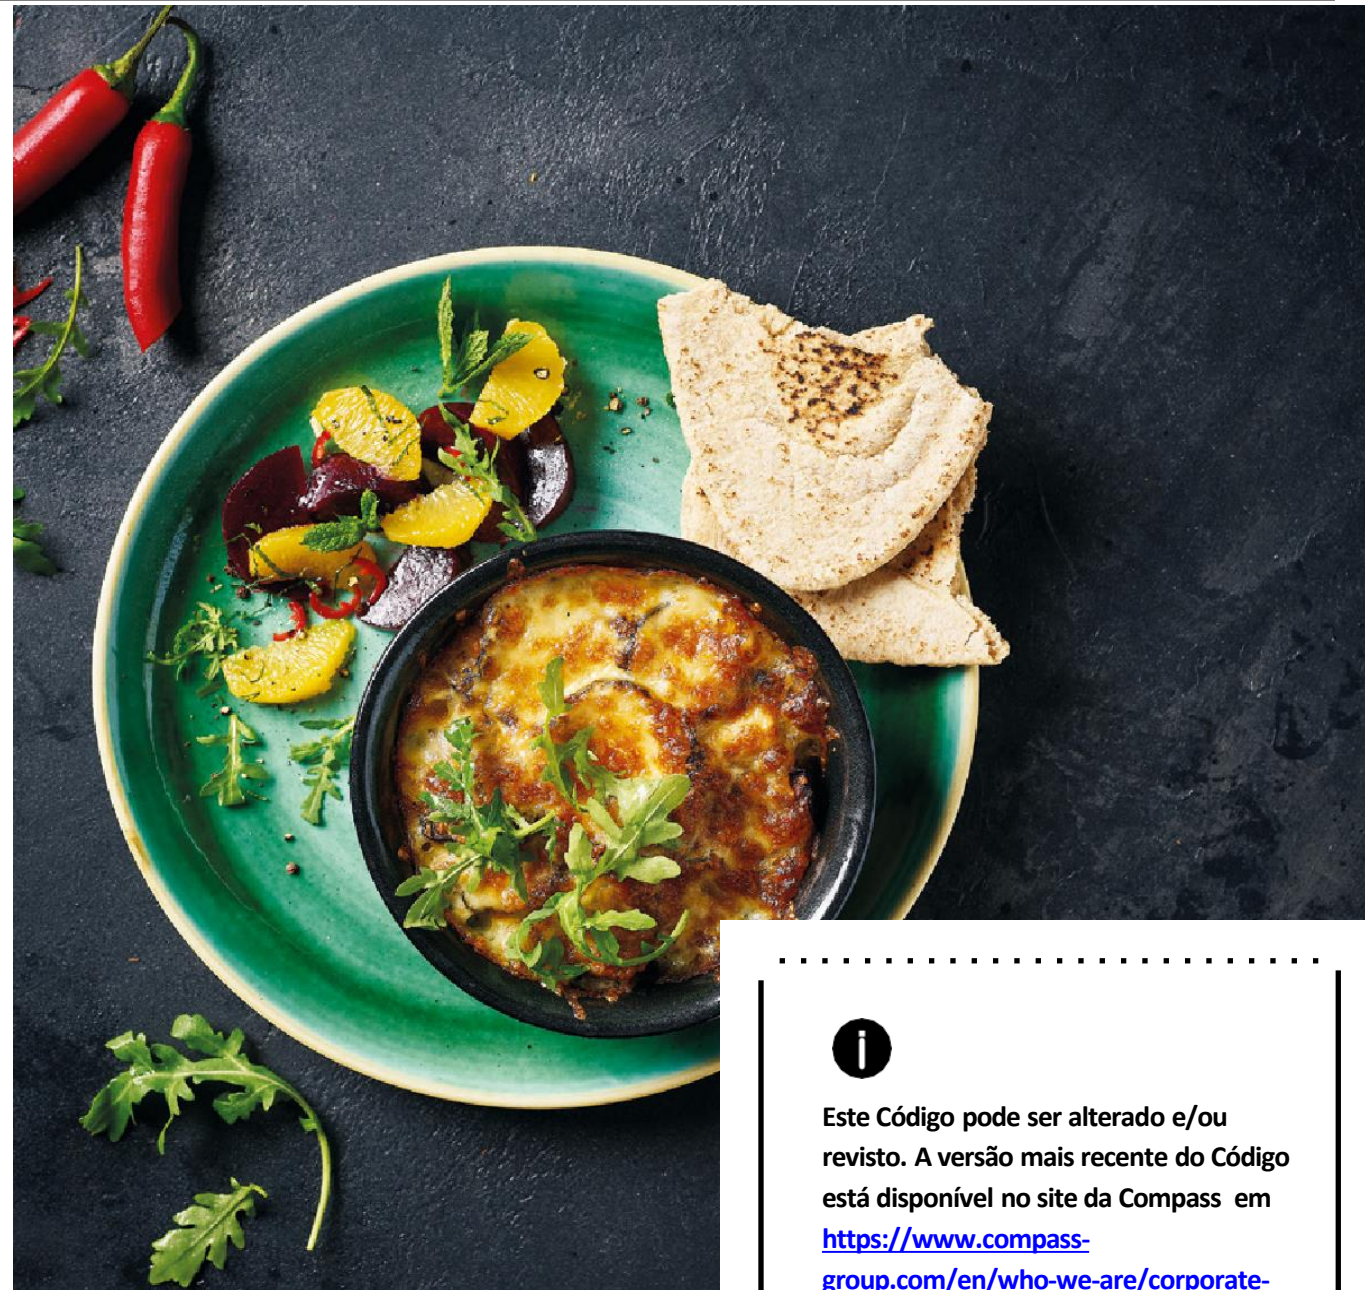 Este Código pode ser alterado e/ou
revisto. A versão mais recente do Código
está disponível no site da Compass em
https://www.compass-
group.com/en/who-we-are/corporate-